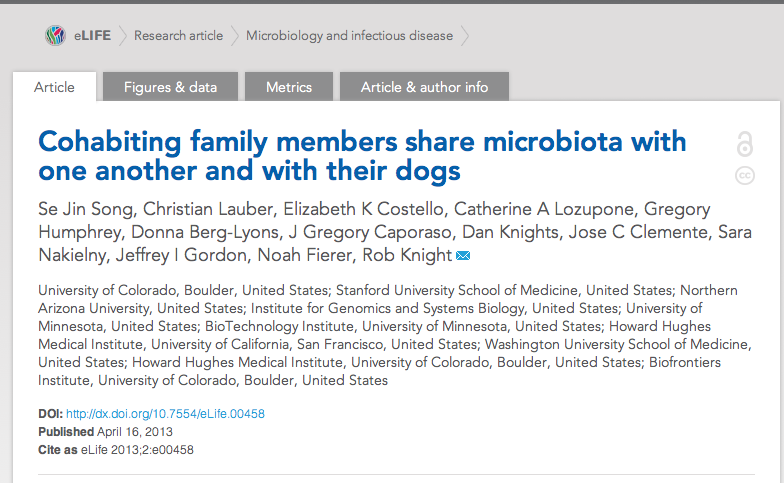 eLIFE Research article Microbiology and infectious disease
Article Figures & data Metrics Article & author info
Cohabiting family members share microbiota with
one another and with their dogs
cc
Se Jin Song, Christian Lauber, Elizabeth K Costello, Catherine A Lozupone, Gregory
Humphrey, Donna Berg-Lyons, J Gregory Caporaso, Dan Knights, Jose C Clemente, Sara
Nakielny, Jeffrey I Gordon, Noah Fierer, Rob Knight
University of Colorado, Boulder, United States; Stanford University School of Medicine, United States; Northern
Arizona University, United States; Institute for Genomics and Systems Biology, United States; University of
Minnesota, United States; BioTechnology Institute, University of Minnesota, United States; Howard Hughes
Medical Institute, University of California, San Francisco, United States; Washington University School of Medicine,
United States; Howard Hughes Medical Institute, University of Colorado, Boulder, United States; Biofrontiers
Institute, University of Colorado, Boulder, United States
DOI: http://dx.doi.org/10.7554/eLife.00458
Published April 16, 2013
Cite as eLife 2013;2:e00458